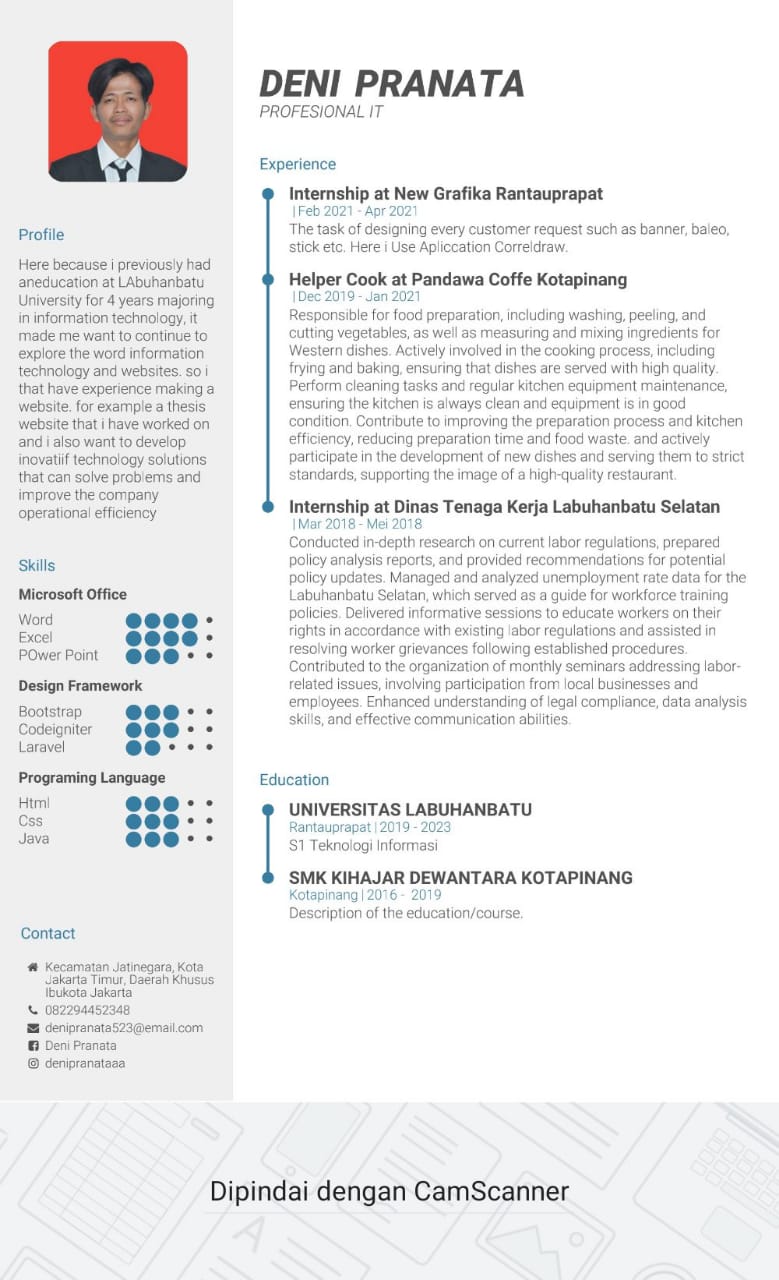 DENI PRANATA
PROFESIONAL IT
Profile
Here because i previously had
aneducation at LAbuhanbatu
University for 4 years majoring
in information technology, it
made me want to continue to
explore the word information
technology and websites. so i
that have experience making a
website. for example a thesis
website that i have worked on
and i also want to develop
inovatiif technology solutions
that can solve problems and
improve the company
operational efficiency
Skills
Microsoft Office
Word
Excel
POwer Point
Design Framework
Bootstrap
Codeigniter
Laravel
Programing Language
Html
Css
Java
Contact
Kecamatan Jatinegara, Kota
Jakarta Timur, Daerah Khusus
Ibukota Jakarta
082294452348
denipranata523@email.com
Deni Pranata
denipranataaa
Experience
Internship at New Grafika Rantauprapat
| Feb 2021 - Apr 2021
The task of designing every customer request such as banner, baleo,
stick etc. Here i Use Apliccation Correldraw.
Helper Cook at Pandawa Coffe Kotapinang
| Dec 2019 - Jan 2021
Responsible for food preparation, including washing, peeling, and
cutting vegetables, as well as measuring and mixing ingredients for
Western dishes. Actively involved in the cooking process, including
frying and baking, ensuring that dishes are served with high quality.
Perform cleaning tasks and regular kitchen equipment maintenance,
ensuring the kitchen is always clean and equipment is in good
condition. Contribute to improving the preparation process and kitchen
efficiency, reducing preparation time and food waste. and actively
participate in the development of new dishes and serving them to strict
standards, supporting the image of a high-quality restaurant.
Internship at Dinas Tenaga Kerja Labuhanbatu Selatan
| Mar 2018 - Mei 2018
Conducted in-depth research on current labor regulations, prepared
policy analysis reports, and provided recommendations for potential
policy updates. Managed and analyzed unemployment rate data for the
Labuhanbatu Selatan, which served as a guide for workforce training
policies. Delivered informative sessions to educate workers on their
rights in accordance with existing labor regulations and assisted in
resolving worker grievances following established procedures.
Contributed to the organization of monthly seminars addressing labor-
related issues, involving participation from local businesses and
employees. Enhanced understanding of legal compliance, data analysis
skills, and effective communication abilities.
Education
UNIVERSITAS LABUHANBATU
Rantauprapat | 2019 - 2023
S1 Teknologi Informasi
SMK KIHAJAR DEWANTARA KOTAPINANG
Kotapinang | 2016 - 2019
Description of the education/course.
Dipindai dengan CamScanner